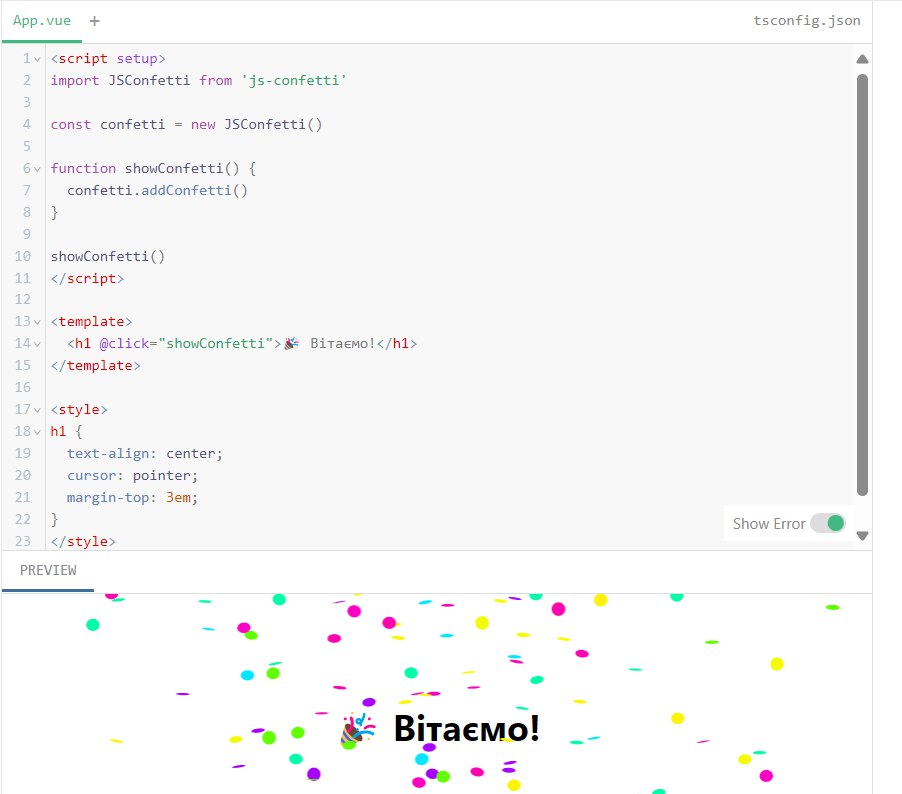 App.vue + tsconfig.json
1 <script setup>
2 import JSConfetti from 'js-confetti'
3
4 const confetti = new JSConfetti()
5
6 function showConfetti() {
7   confetti.addConfetti()
8 }
9
10 showConfetti()
11 </script>
12
13 <template>
14   <h1 @click="showConfetti">🎉 Вітаємо!</h1>
15 </template>
16
17 <style>
18 h1 {
19   text-align: center;
20   cursor: pointer;
21   margin-top: 3em;
22 }
Show Error
23 </style>
PREVIEW
🎉 Вітаємо!